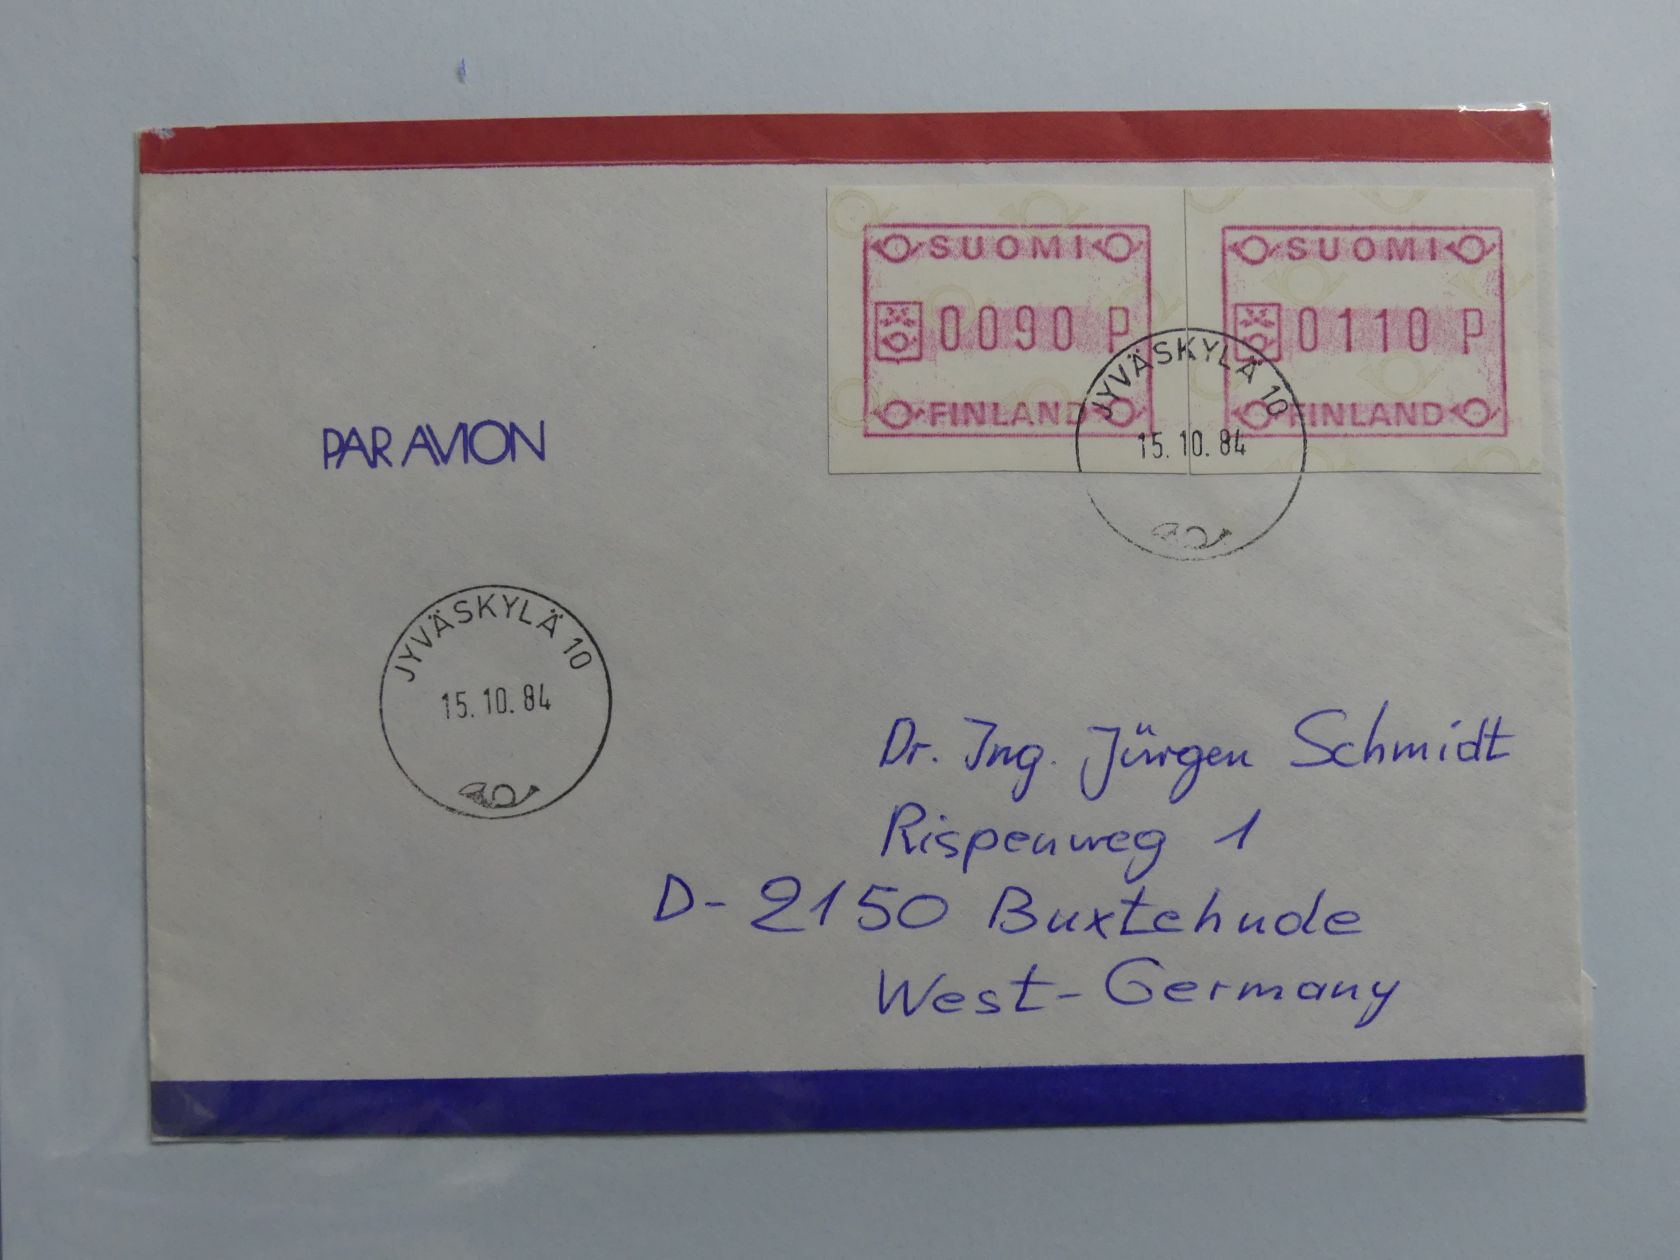 SUOMI
0090 P
FINLAND
SUOMI
0110 P
FINLAND
JYVÄSKYLÄ 10
15.10.84
PAR AVION
JYVÄSKYLÄ 10
15.10.84
Dr. Ing. Jürgen Schmidt
Rispenweg 1
D-2150 Buxtehude
West-Germany